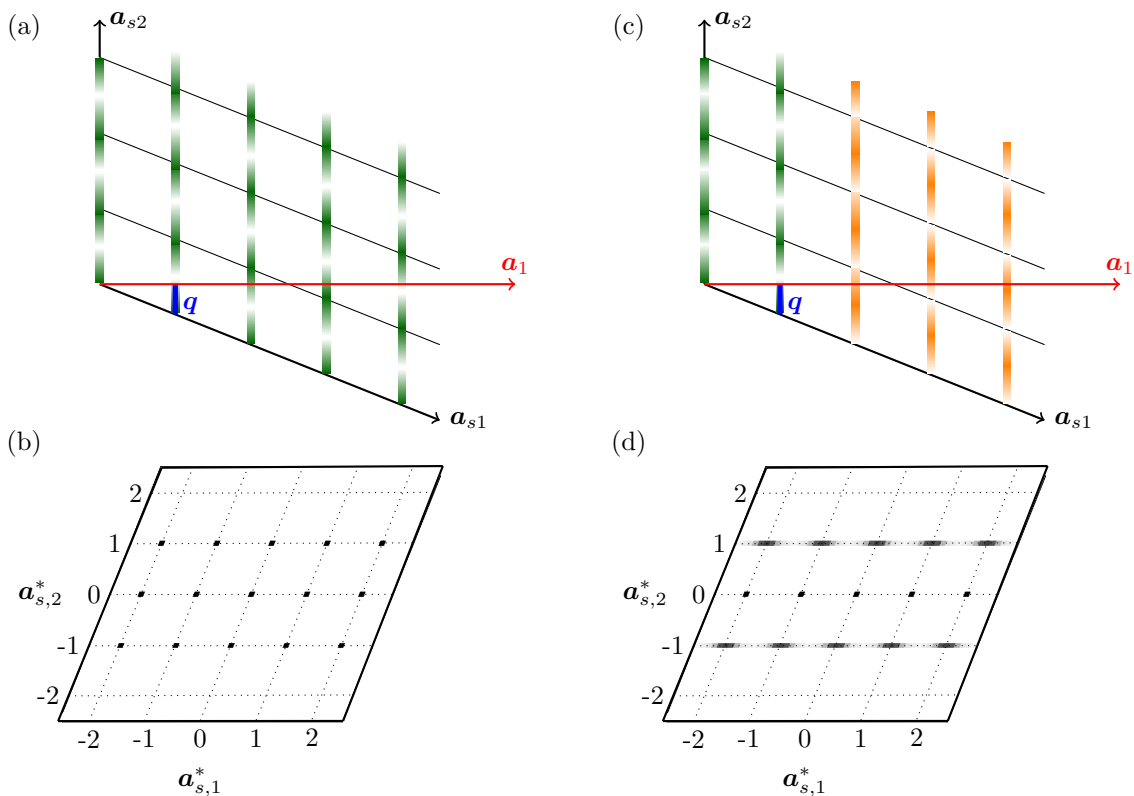 (a)
a_{s2}
a_1
q
a_{s1}
(c)
a_{s2}
a_1
q
a_{s1}
(b)
2
1
0
-1
-2
a^*_{s,2}
-2 -1 0 1 2
a^*_{s,1}
(d)
2
1
0
-1
-2
a^*_{s,2}
-2 -1 0 1 2
a^*_{s,1}